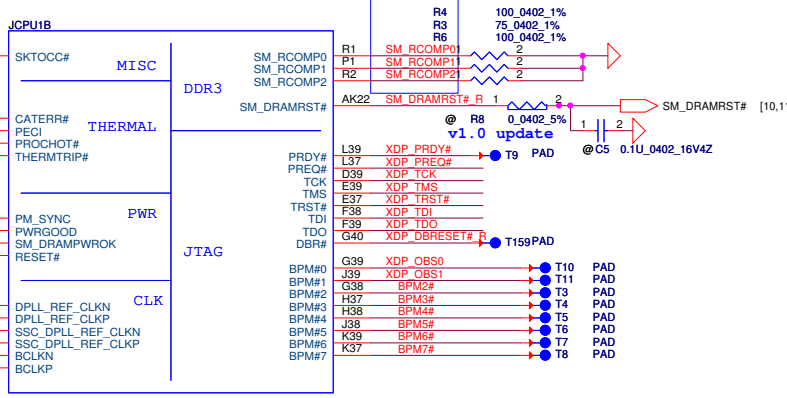 JCPU1B
R4 100_0402_1%
R3 75_0402_1%
R6 100_0402_1%
SKTOCC#
MISC
DDR3
SM_RCOMP0 R1 SM_RCOMP0 1 2
SM_RCOMP1 P1 SM_RCOMP1 1 2
SM_RCOMP2 R2 SM_RCOMP2 1 2
SM_DRAMRST# AK22 SM_DRAMRST#_R 1 2 SM_DRAMRST# [10,1
@ R8 0_0402_5%
v1.0 update
1 2
@C5 0.1U_0402_16V4Z
CATERR#
PECI
PROCHOT#
THERMTRIP#
THERMAL
PRDY# L39 XDP_PRDY# T9 PAD
PREQ# L37 XDP_PREQ#
TCK D39 XDP_TCK
TMS E39 XDP_TMS
TRST# E37 XDP_TRST#
TDI F38 XDP_TDI
TDO F39 XDP_TDO
DBR# G40 XDP_DBRESET#_R T159 PAD
PM_SYNC
PWRGOOD
SM_DRAMPWROK
RESET#
PWR
JTAG
BPM#0 G39 XDP_OBS0 T10 PAD
BPM#1 J39 XDP_OBS1 T11 PAD
BPM#2 G38 BPM2# T3 PAD
BPM#3 H37 BPM3# T4 PAD
BPM#4 H38 BPM4# T5 PAD
BPM#5 J38 BPM5# T6 PAD
BPM#6 K39 BPM6# T7 PAD
BPM#7 K37 BPM7# T8 PAD
CLK
DPLL_REF_CLKN
DPLL_REF_CLKP
SSC_DPLL_REF_CLKN
SSC_DPLL_REF_CLKP
BCLKN
BCLKP